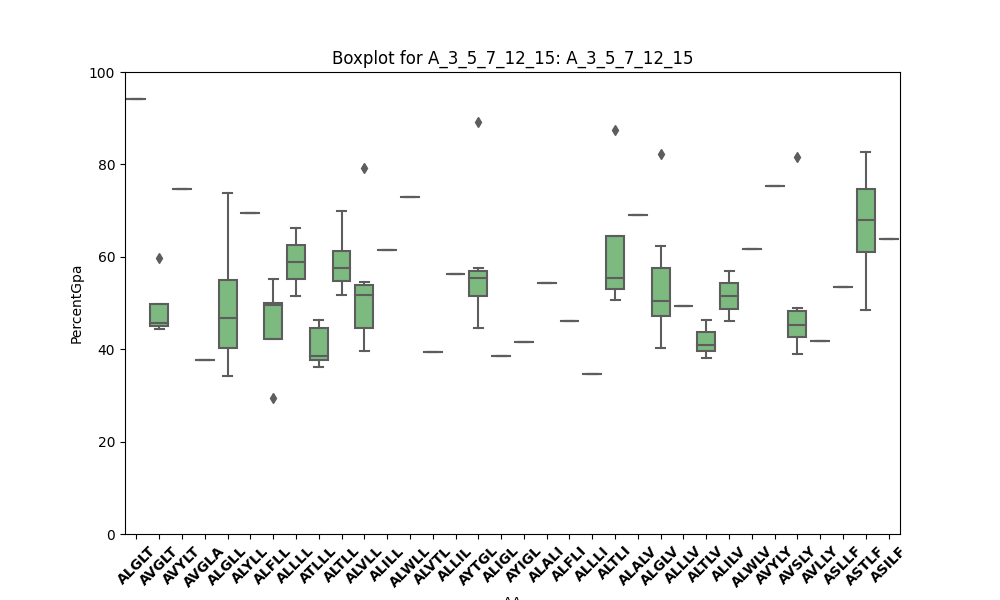 Boxplot for A_3_5_7_12_15: A_3_5_7_12_15
100
80
60
40
20
0
PercentGpa
ALGLT AVGLT AVYLT AVGLA ALGLL ALYLL ALFLL ALLLL ATLLL ALTLL ALVLL ALILL ALWLL ALVTL ALLIL AYTGL ALIGL AYIGL ALALI ALFLI ALLLI ALTLI ALALV ALGLV ALLLV ALTLV ALILV ALWLV AVYLY AVSLY AVLLY ASLLF ASTLF ASILF